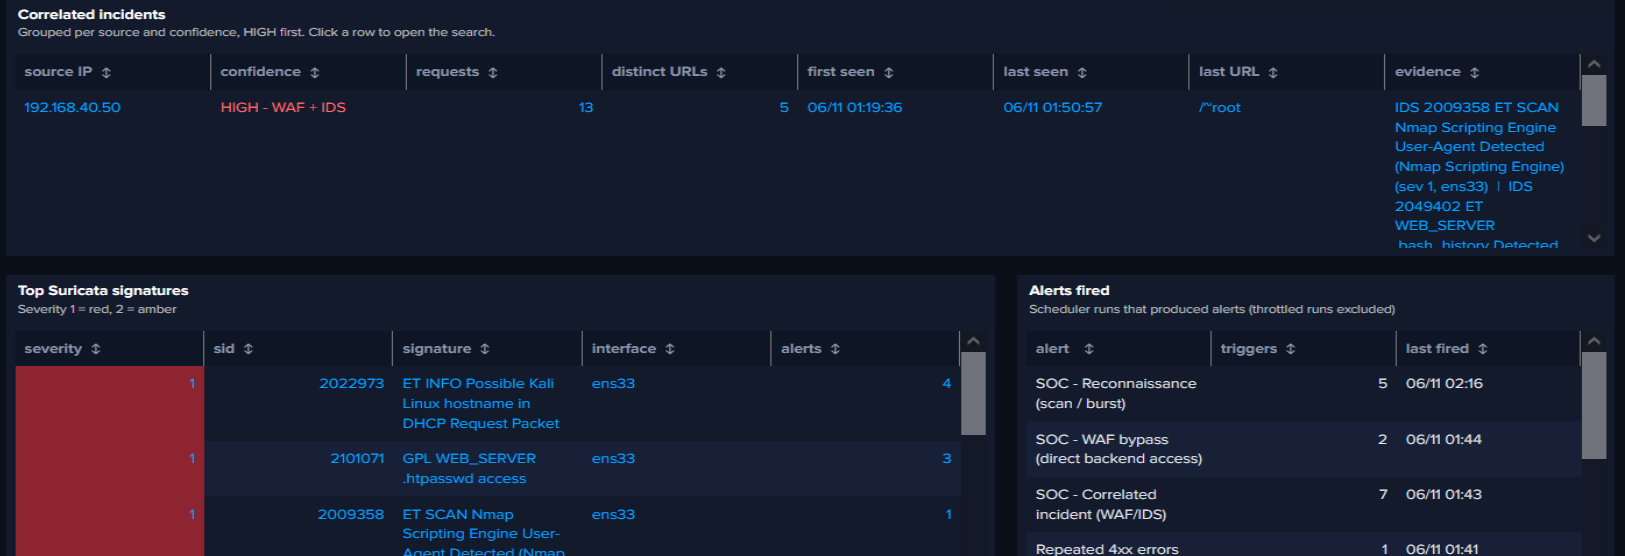 Correlated incidents
Grouped per source and confidence, HIGH first. Click a row to open the search.
source IP confidence requests distinct URLs first seen last seen last URL evidence
192.168.40.50 HIGH - WAF + IDS 13 5 06/11 01:19:36 06/11 01:50:57 /~root IDS 2009358 ET SCAN
Nmap Scripting Engine
User-Agent Detected
(Nmap Scripting Engine)
(sev 1, ens33) | IDS
2049402 ET
WEB_SERVER
.bash_history Detected
Top Suricata signatures
Severity 1 = red, 2 = amber
severity sid signature interface alerts
1 2022973 ET INFO Possible Kali ens33 4
Linux hostname in
DHCP Request Packet
1 2101071 GPL WEB_SERVER ens33 3
.htpasswd access
1 2009358 ET SCAN Nmap ens33 1
Scripting Engine User-
Agent Detected (Nmap
Alerts fired
Scheduler runs that produced alerts (throttled runs excluded)
alert triggers last fired
SOC - Reconnaissance 5 06/11 02:16
(scan / burst)
SOC - WAF bypass 2 06/11 01:44
(direct backend access)
SOC - Correlated 7 06/11 01:43
incident (WAF/IDS)
Repeated 4xx errors 1 06/11 01:41